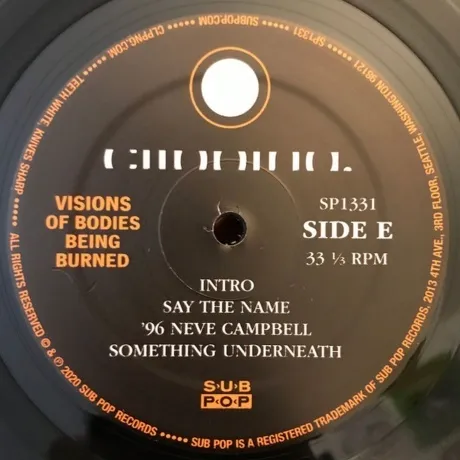 VISIONS
OF BODIES
BEING
BURNED
SP1331
SIDE E
33 ⅓ RPM
INTRO
SAY THE NAME
'96 NEVE CAMPBELL
SOMETHING UNDERNEATH
SUB
POP
ALL RIGHTS RESERVED © & ℗ 2020 SUB POP RECORDS ••••• SUB POP IS A REGISTERED TRADEMARK OF SUB POP RECORDS, 2013 4TH AVE., 3RD FLOOR, SEATTLE, WASHINGTON 98121 ••••• SP1331 ••••• SUBPOP.COM ••••• CLPPNG.COM ••••• TEETH WHITE, KNIVES SHARP •••••